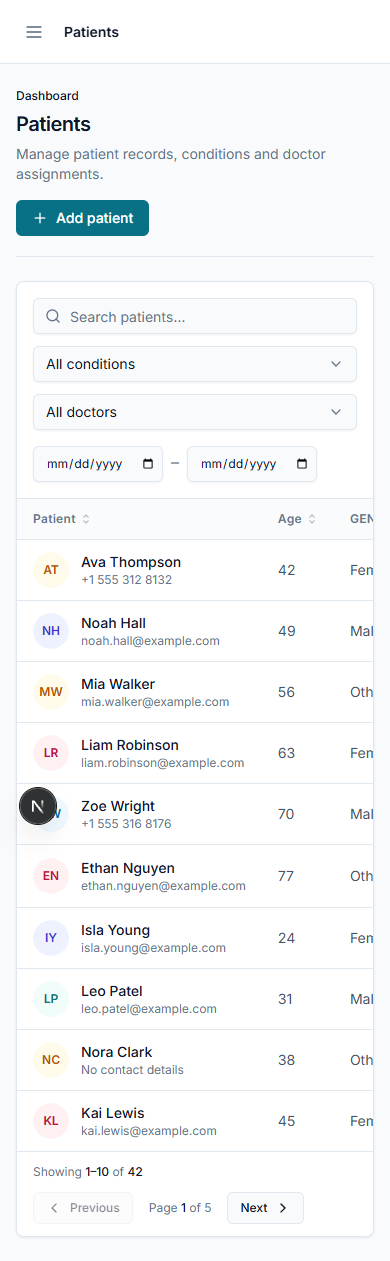 Patients
Dashboard
Patients
Manage patient records, conditions and doctor
assignments.
Add patient
Search patients...
All conditions
All doctors
mm/dd/yyyy – mm/dd/yyyy
Patient Age GEN
AT Ava Thompson 42 Fem
+1 555 312 8132
NH Noah Hall 49 Mal
noah.hall@example.com
MW Mia Walker 56 Oth
mia.walker@example.com
LR Liam Robinson 63 Fem
liam.robinson@example.com
N W Zoe Wright 70 Mal
+1 555 316 8176
EN Ethan Nguyen 77 Oth
ethan.nguyen@example.com
IY Isla Young 24 Fem
isla.young@example.com
LP Leo Patel 31 Mal
leo.patel@example.com
NC Nora Clark 38 Oth
No contact details
KL Kai Lewis 45 Fem
kai.lewis@example.com
Showing 1–10 of 42
Previous Page 1 of 5 Next